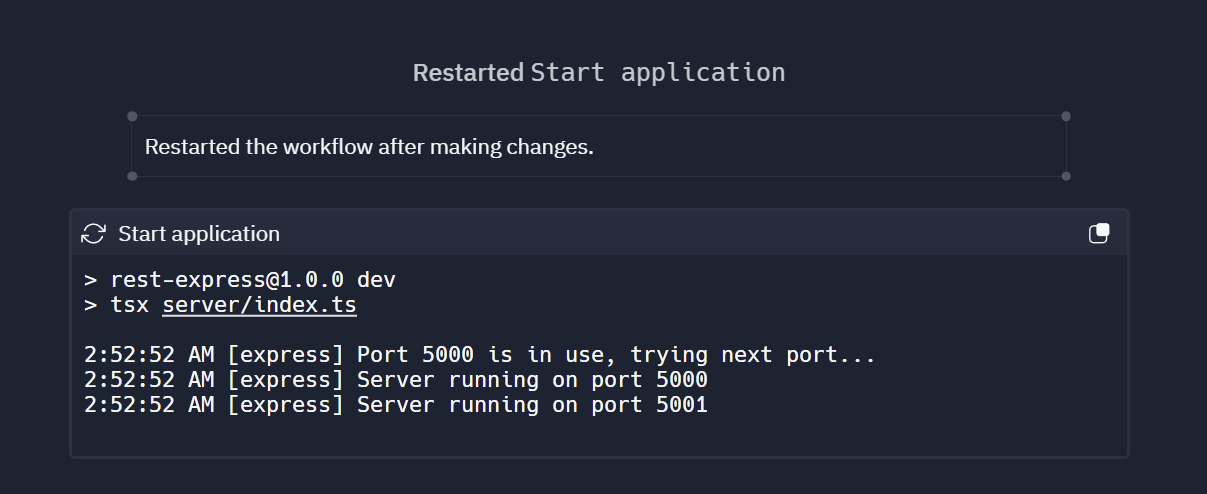 Restarted Start application
Restarted the workflow after making changes.
Start application
> rest-express@1.0.0 dev
> tsx server/index.ts
2:52:52 AM [express] Port 5000 is in use, trying next port...
2:52:52 AM [express] Server running on port 5000
2:52:52 AM [express] Server running on port 5001